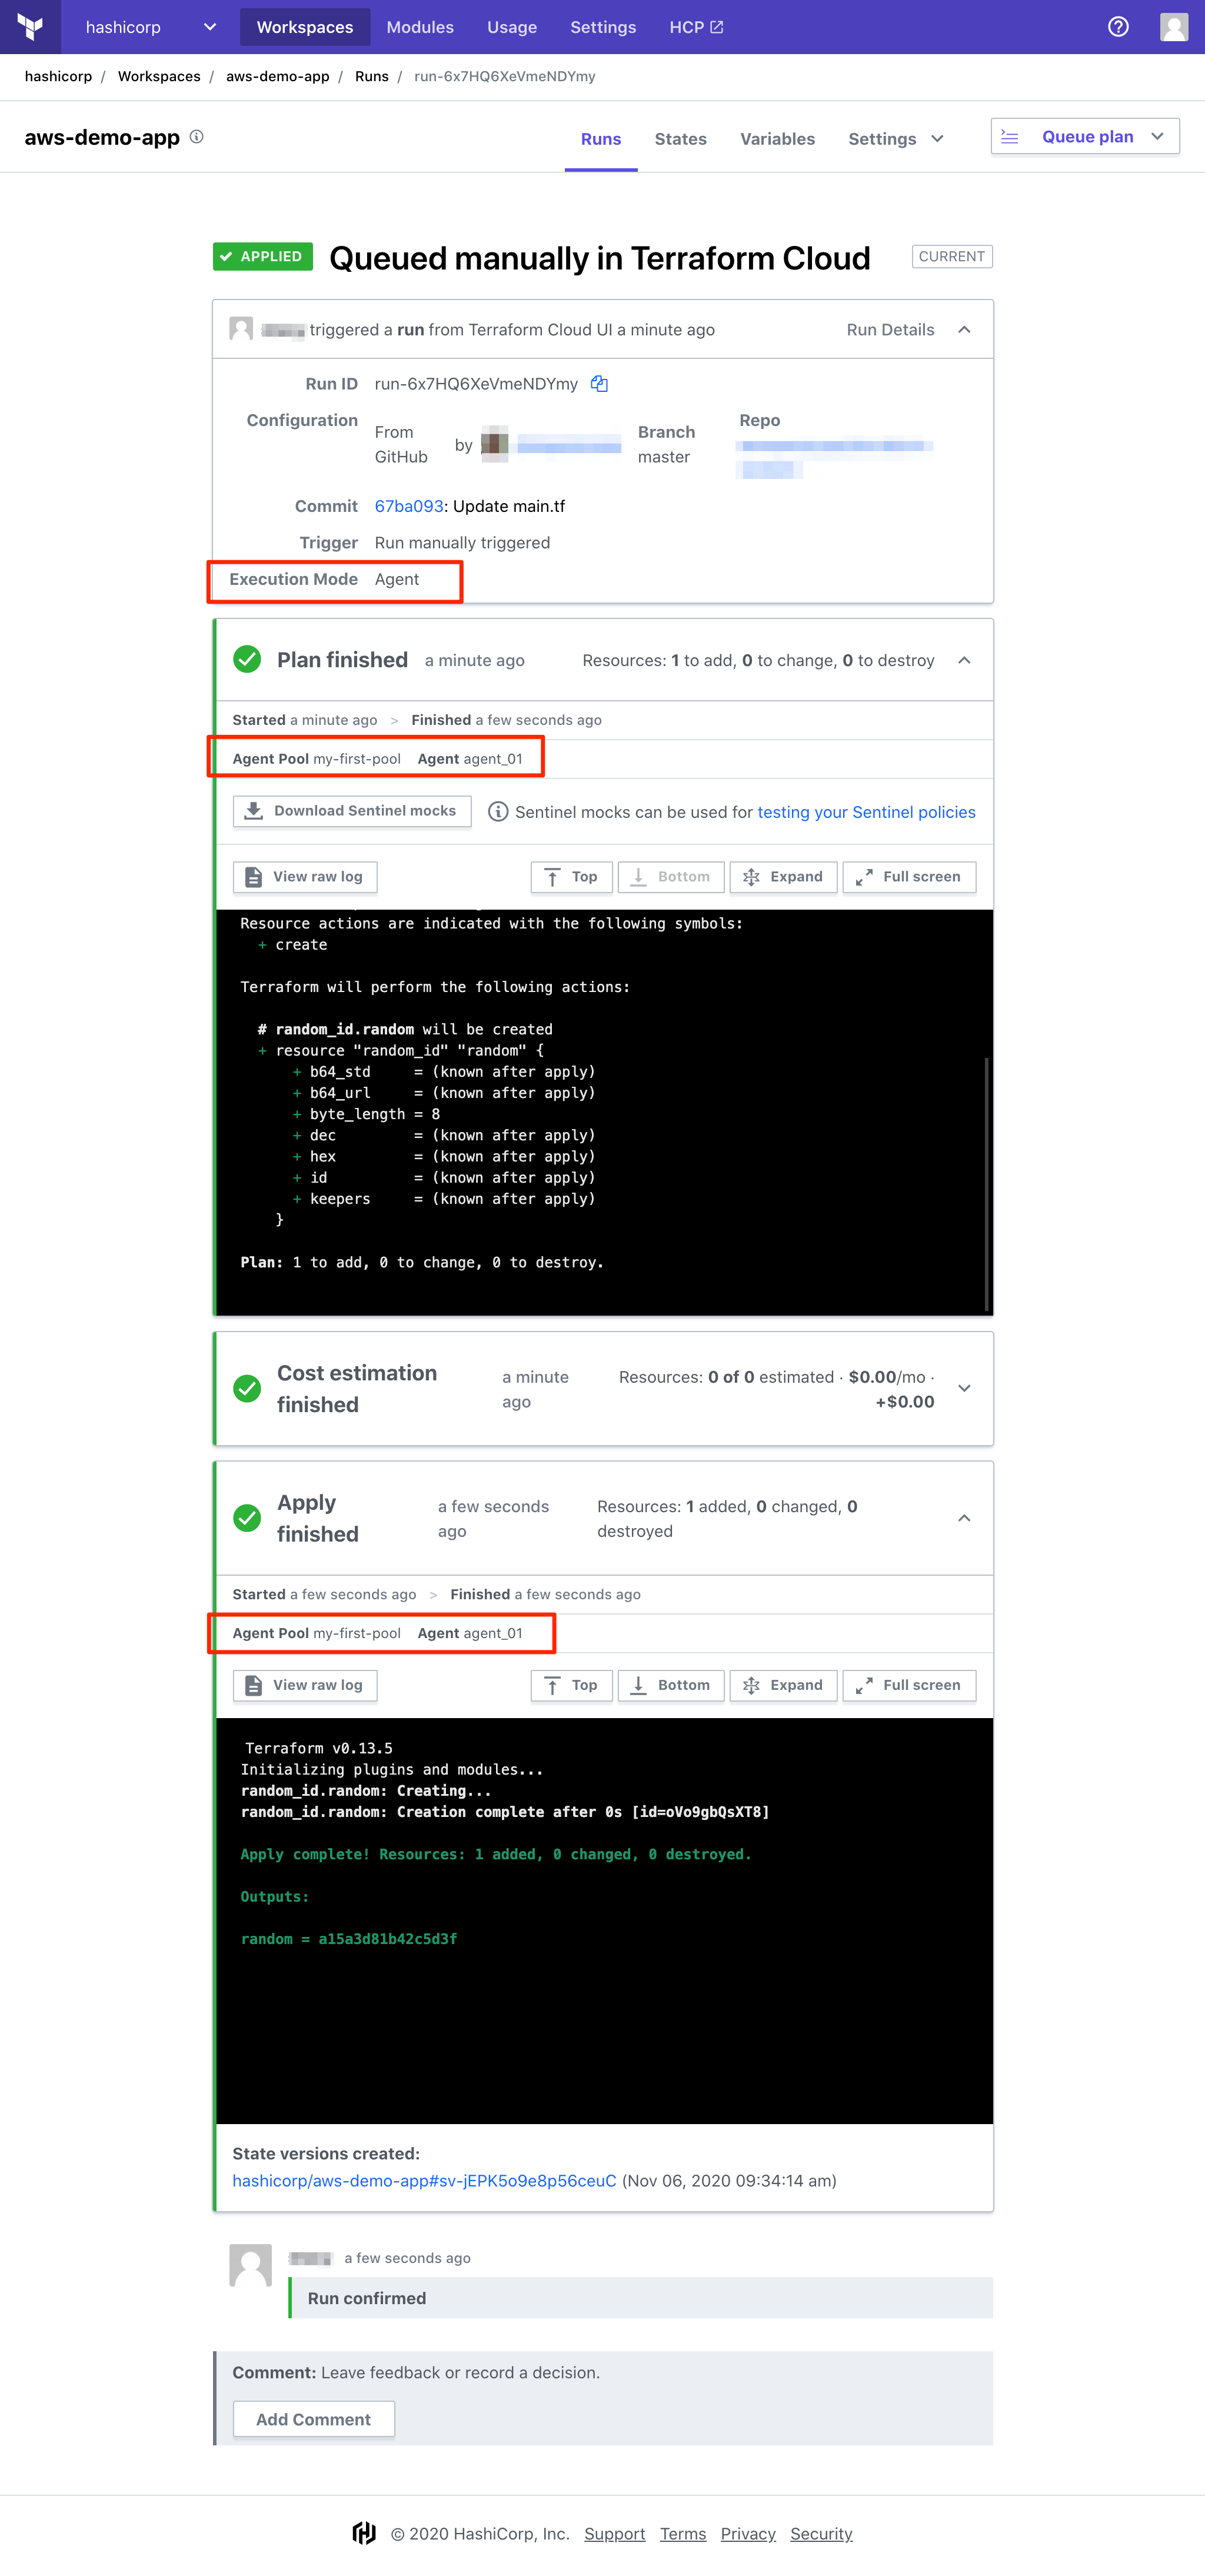 hashicorp
Workspaces
Modules
Usage
Settings
HCP
hashicorp / Workspaces / aws-demo-app / Runs / run-6x7HQ6XeVmeNDYmy
aws-demo-app
Runs
States
Variables
Settings
Queue plan
APPLIED
Queued manually in Terraform Cloud
CURRENT
triggered a run from Terraform Cloud UI a minute ago
Run Details
Run ID run-6x7HQ6XeVmeNDYmy
Configuration
From GitHub
by
Branch
master
Repo
Commit 67ba093: Update main.tf
Trigger Run manually triggered
Execution Mode Agent
Plan finished a minute ago
Resources: 1 to add, 0 to change, 0 to destroy
Started a minute ago > Finished a few seconds ago
Agent Pool my-first-pool Agent agent_01
Download Sentinel mocks
Sentinel mocks can be used for testing your Sentinel policies
View raw log
Top
Bottom
Expand
Full screen
Resource actions are indicated with the following symbols:
+ create
Terraform will perform the following actions:
# random_id.random will be created
+ resource "random_id" "random" {
+ b64_std = (known after apply)
+ b64_url = (known after apply)
+ byte_length = 8
+ dec = (known after apply)
+ hex = (known after apply)
+ id = (known after apply)
+ keepers = (known after apply)
}
Plan: 1 to add, 0 to change, 0 to destroy.
Cost estimation
finished
a minute
ago
Resources: 0 of 0 estimated · $0.00/mo ·
+$0.00
Apply
finished
a few seconds
ago
Resources: 1 added, 0 changed, 0
destroyed
Started a few seconds ago > Finished a few seconds ago
Agent Pool my-first-pool Agent agent_01
View raw log
Top
Bottom
Expand
Full screen
Terraform v0.13.5
Initializing plugins and modules...
random_id.random: Creating...
random_id.random: Creation complete after 0s [id=oVo9gbQsXT8]
Apply complete! Resources: 1 added, 0 changed, 0 destroyed.
Outputs:
random = a15a3d81b42c5d3f
State versions created:
hashicorp/aws-demo-app#sv-jEPK5o9e8p56ceuC (Nov 06, 2020 09:34:14 am)
a few seconds ago
Run confirmed
Comment: Leave feedback or record a decision.
Add Comment
© 2020 HashiCorp, Inc. Support Terms Privacy Security